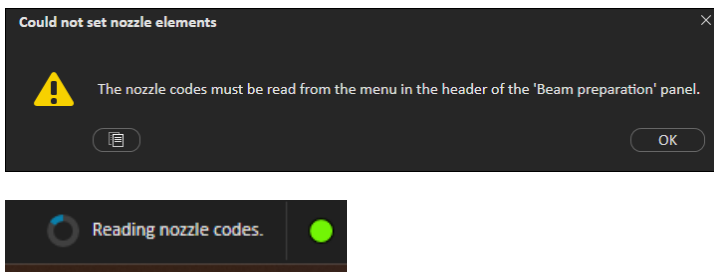 Could not set nozzle elements
The nozzle codes must be read from the menu in the header of the 'Beam preparation' panel.
OK
Reading nozzle codes.